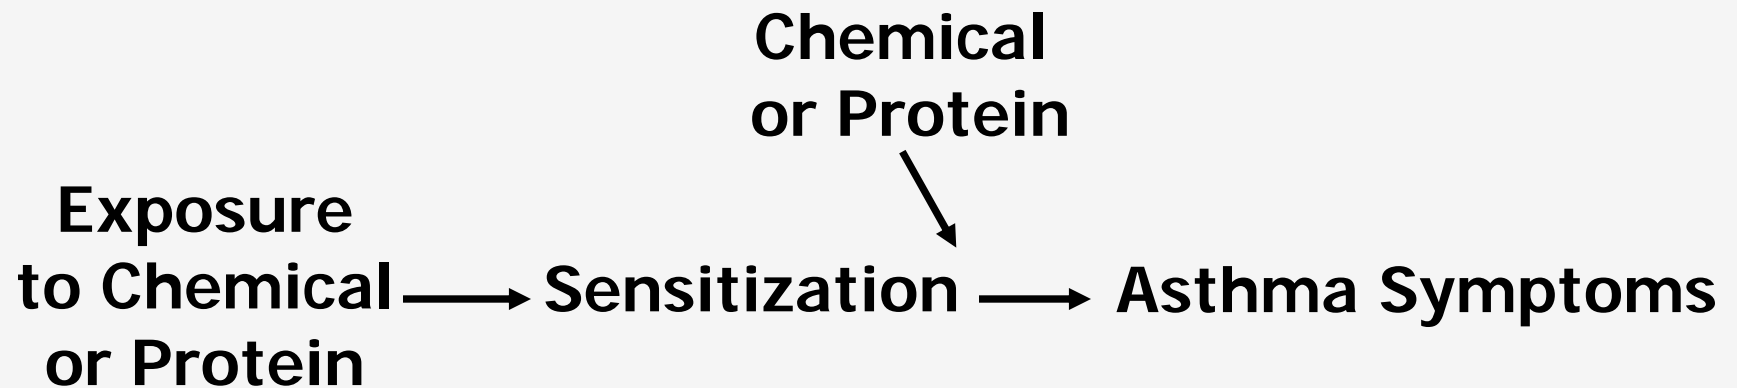 Chemical
or Protein
Exposure
to Chemical
or Protein
Sensitization
Asthma Symptoms